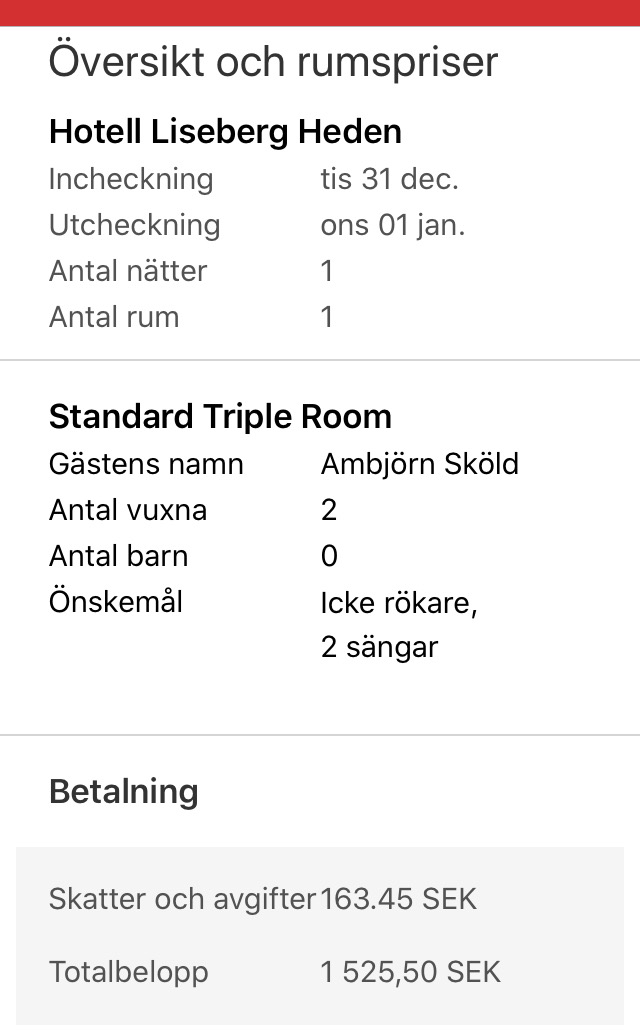 Översikt och rumspriser
Hotell Liseberg Heden
Incheckning tis 31 dec.
Utcheckning ons 01 jan.
Antal nätter 1
Antal rum 1
Standard Triple Room
Gästens namn Ambjörn Sköld
Antal vuxna 2
Antal barn 0
Önskemål Icke rökare,
2 sängar
Betalning
Skatter och avgifter 163.45 SEK
Totalbelopp 1 525,50 SEK